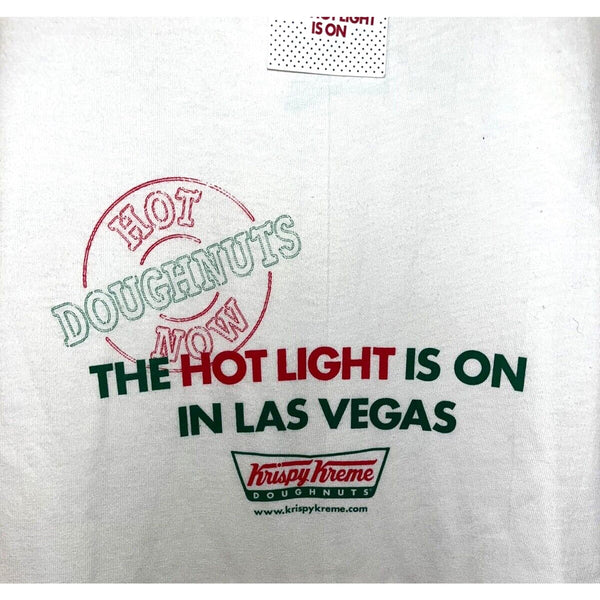 HOT LIGHT
IS ON
HOT
DOUGHNUTS
NOW
THE HOT LIGHT IS ON
IN LAS VEGAS
Krispy Kreme
DOUGHNUTS
www.krispykreme.com